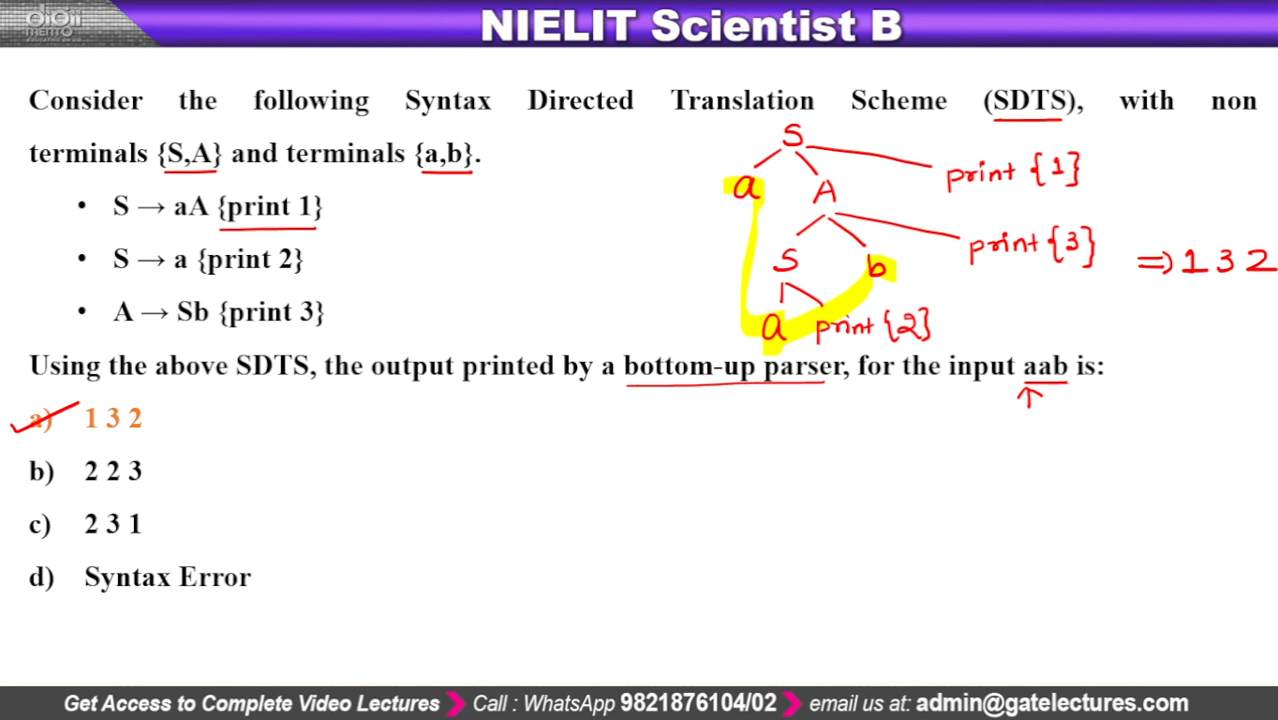 digii
MENTO
NIELIT Scientist B
Consider the following Syntax Directed Translation Scheme (SDTS), with non
terminals {S,A} and terminals {a,b}.
• S → aA {print 1}
• S → a {print 2}
• A → Sb {print 3}
S
a A print {1}
S b print {3} ⇒ 1 3 2
a print {2}
Using the above SDTS, the output printed by a bottom-up parser, for the input aab is:
a) 1 3 2
b) 2 2 3
c) 2 3 1
d) Syntax Error
Get Access to Complete Video Lectures Call : WhatsApp 9821876104/02 email us at: admin@gatelectures.com